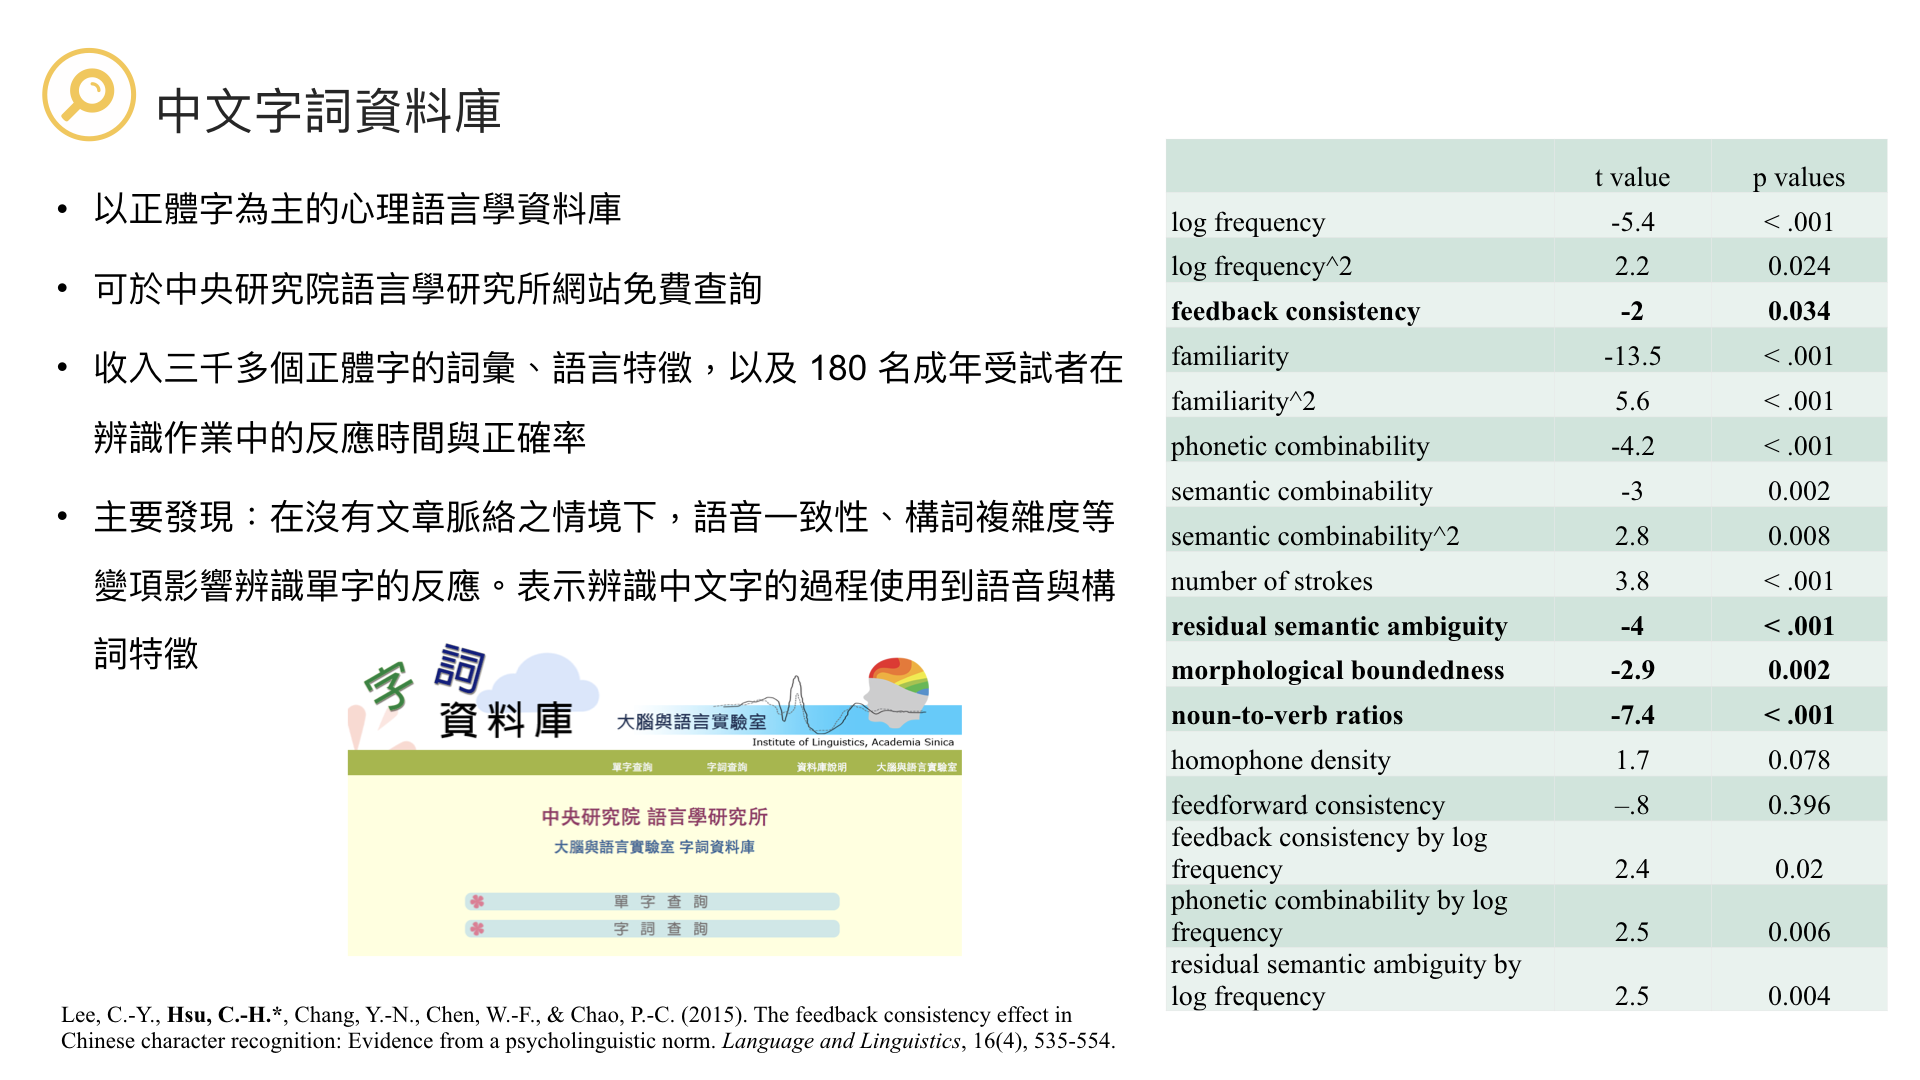 中文字詞資料庫
• 以正體字為主的心理語言學資料庫
• 可於中央研究院語言學研究所網站免費查詢
• 收入三千多個正體字的詞彙、語言特徵，以及 180 名成年受試者在
辨識作業中的反應時間與正確率
• 主要發現：在沒有文章脈絡之情境下，語音一致性、構詞複雜度等
變項影響辨識單字的反應。表示辨識中文字的過程使用到語音與構
詞特徵
字詞
資料庫
大腦與語言實驗室
Institute of Linguistics, Academia Sinica
單字查詢 字詞查詢 資料庫說明 大腦與語言實驗室
中央研究院 語言學研究所
大腦與語言實驗室 字詞資料庫
單 字 查 詢
字 詞 查 詢
Lee, C.-Y., Hsu, C.-H.*, Chang, Y.-N., Chen, W.-F., & Chao, P.-C. (2015). The feedback consistency effect in
Chinese character recognition: Evidence from a psycholinguistic norm. Language and Linguistics, 16(4), 535-554.
t value p values
log frequency -5.4 < .001
log frequency^2 2.2 0.024
feedback consistency -2 0.034
familiarity -13.5 < .001
familiarity^2 5.6 < .001
phonetic combinability -4.2 < .001
semantic combinability -3 0.002
semantic combinability^2 2.8 0.008
number of strokes 3.8 < .001
residual semantic ambiguity -4 < .001
morphological boundedness -2.9 0.002
noun-to-verb ratios -7.4 < .001
homophone density 1.7 0.078
feedforward consistency –.8 0.396
feedback consistency by log
frequency 2.4 0.02
phonetic combinability by log
frequency 2.5 0.006
residual semantic ambiguity by
log frequency 2.5 0.004